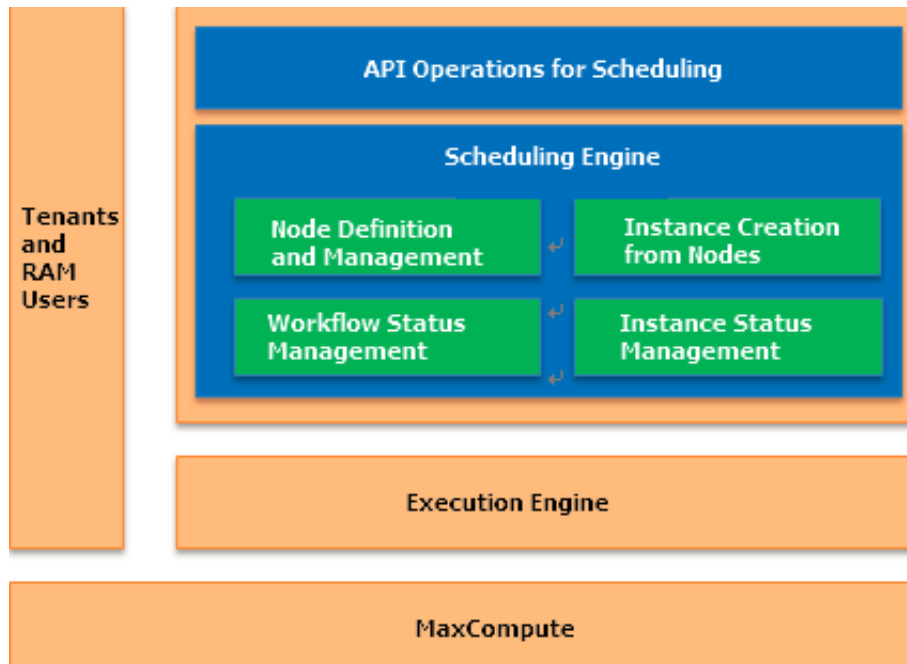 API Operations for Scheduling
Scheduling Engine
Tenants
and
RAM
Users
Node Definition
and Management
Instance Creation
from Nodes
Workflow Status
Management
Instance Status
Management
Execution Engine
MaxCompute